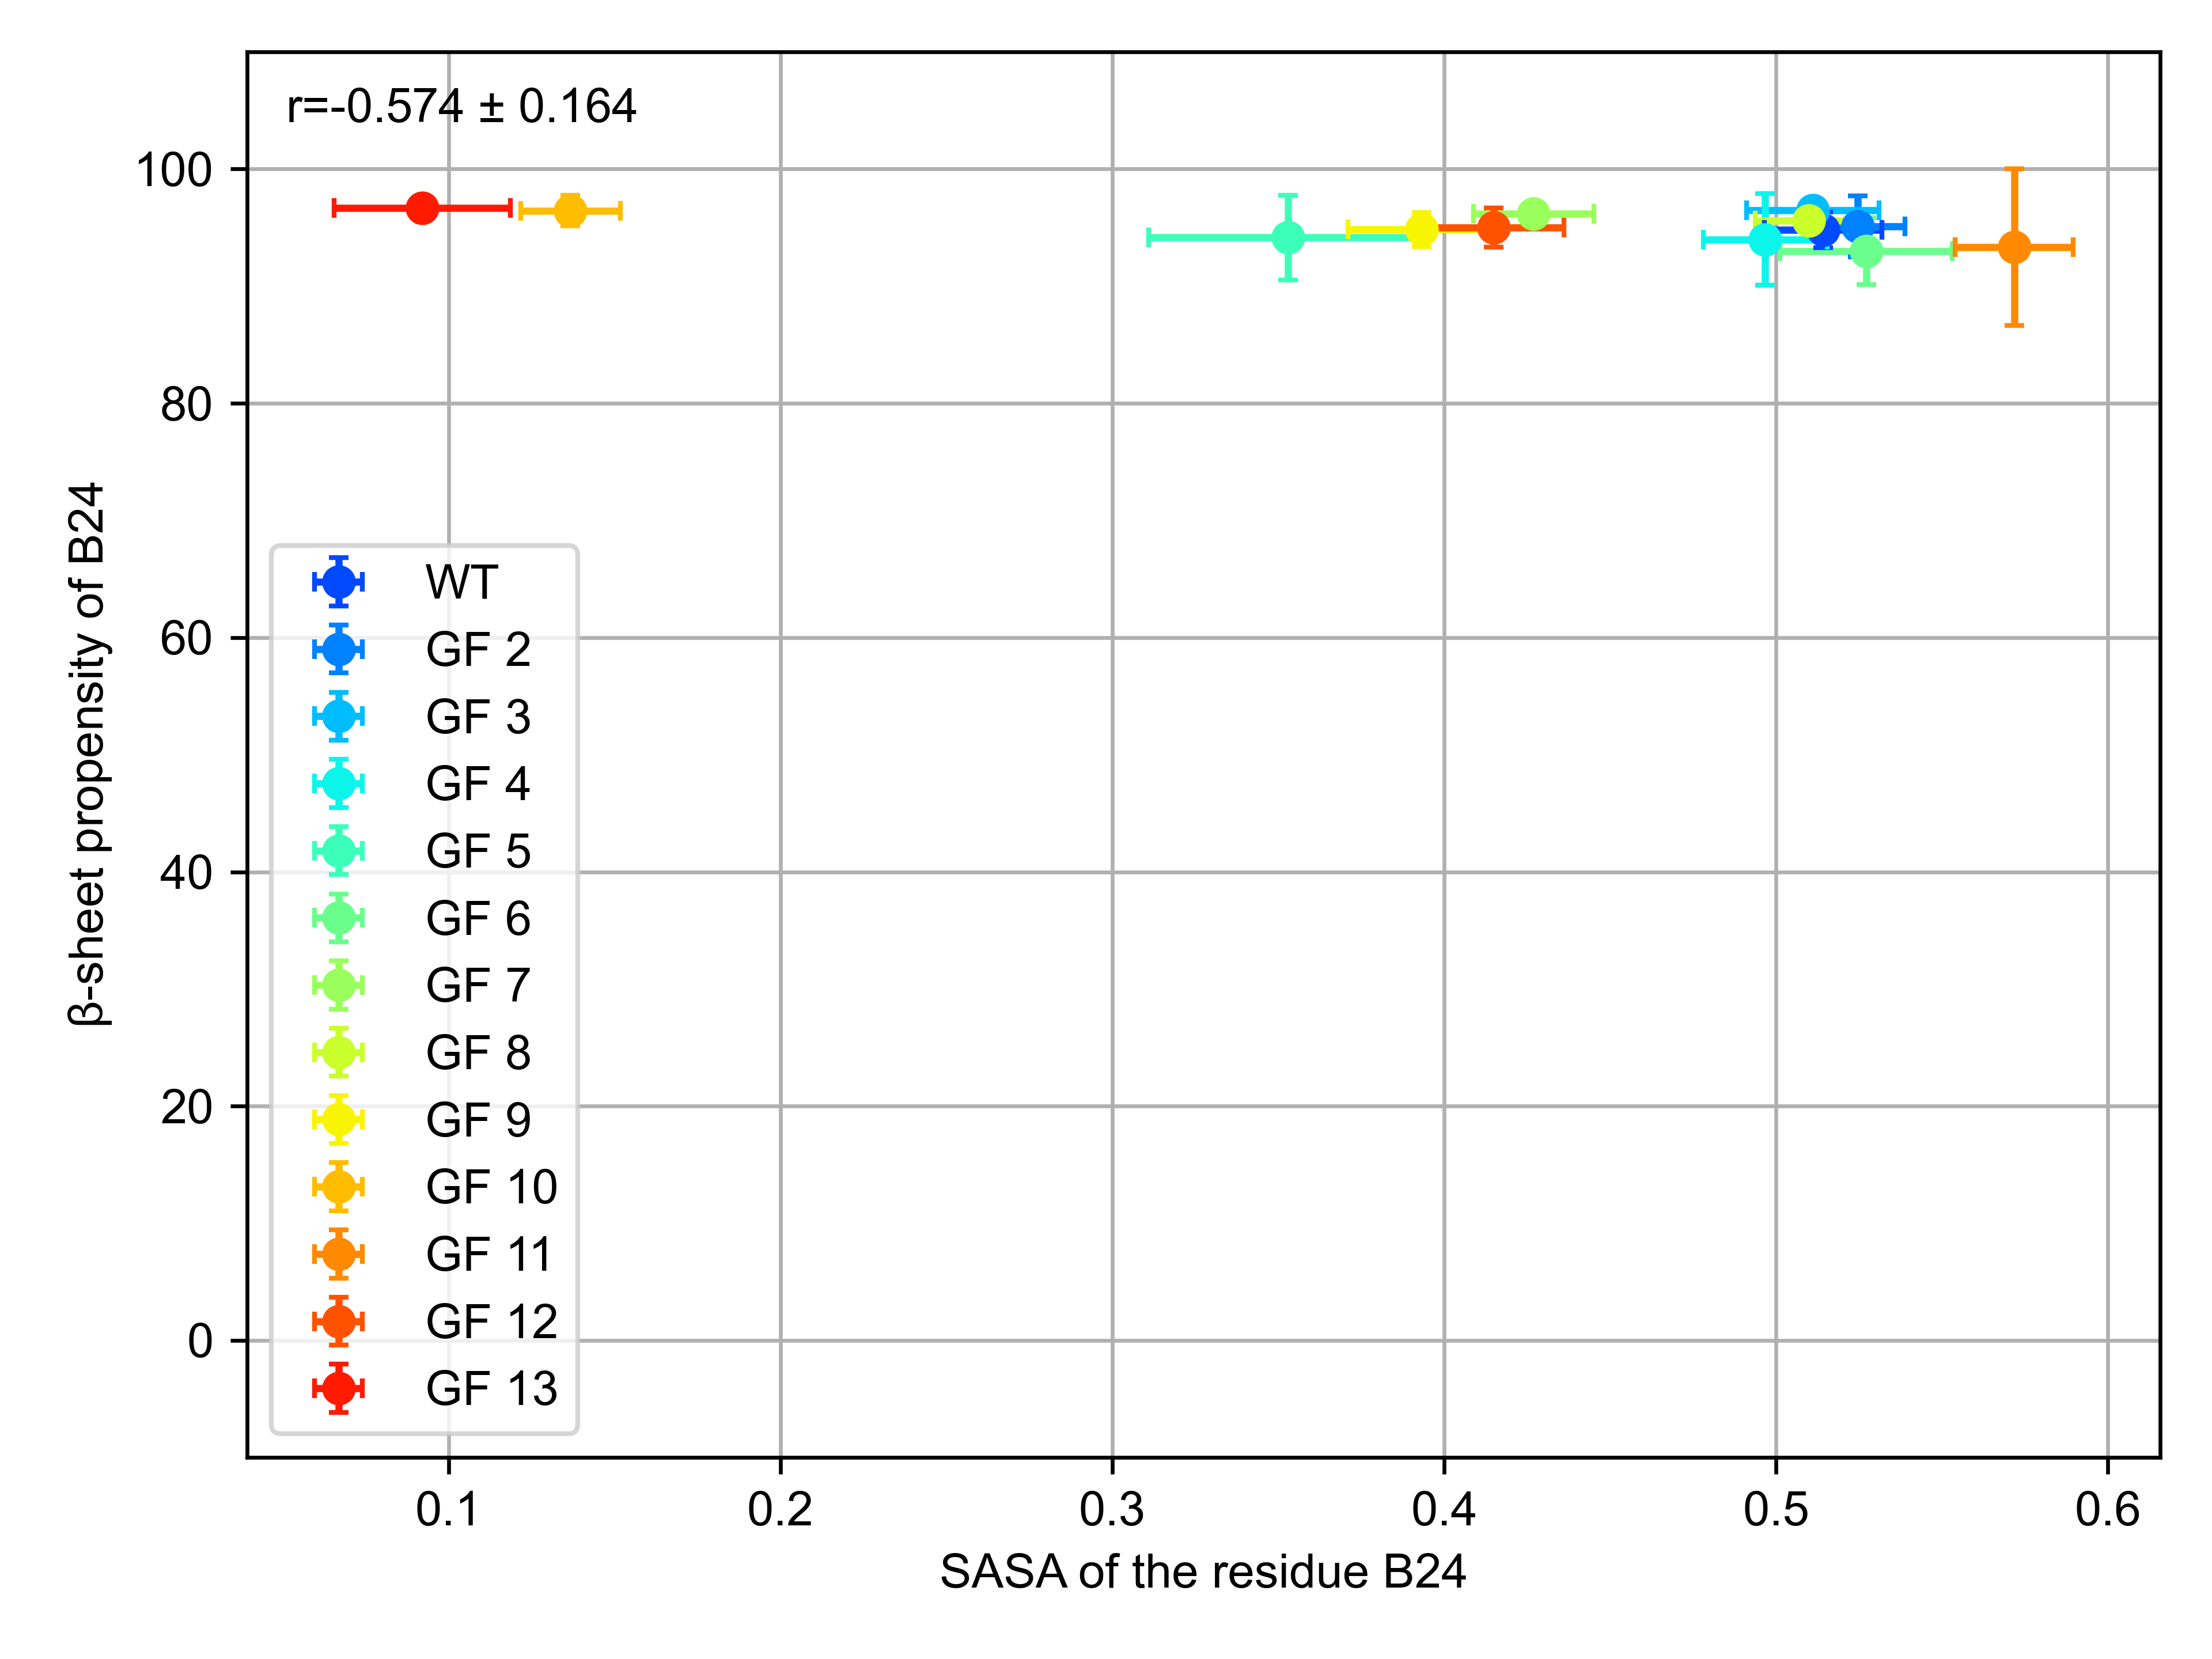 r=-0.574 ± 0.164
100
80
60
40
20
0
β-sheet propensity of B24
WT
GF 2
GF 3
GF 4
GF 5
GF 6
GF 7
GF 8
GF 9
GF 10
GF 11
GF 12
GF 13
0.1 0.2 0.3 0.4 0.5 0.6
SASA of the residue B24